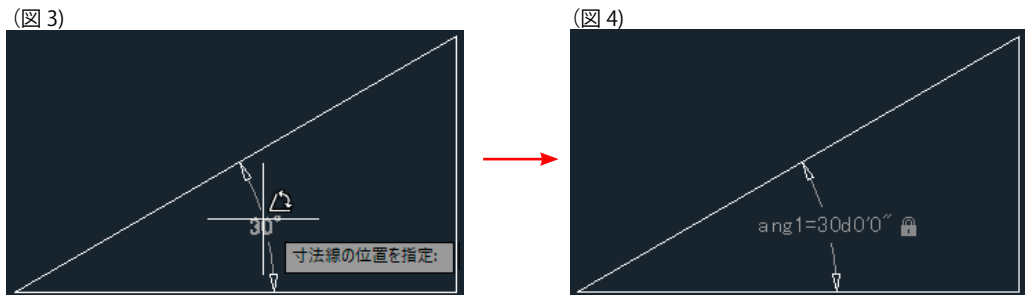 （図 3)
（図 4)
30°
寸法線の位置を指定:
ang1=30d0'0"